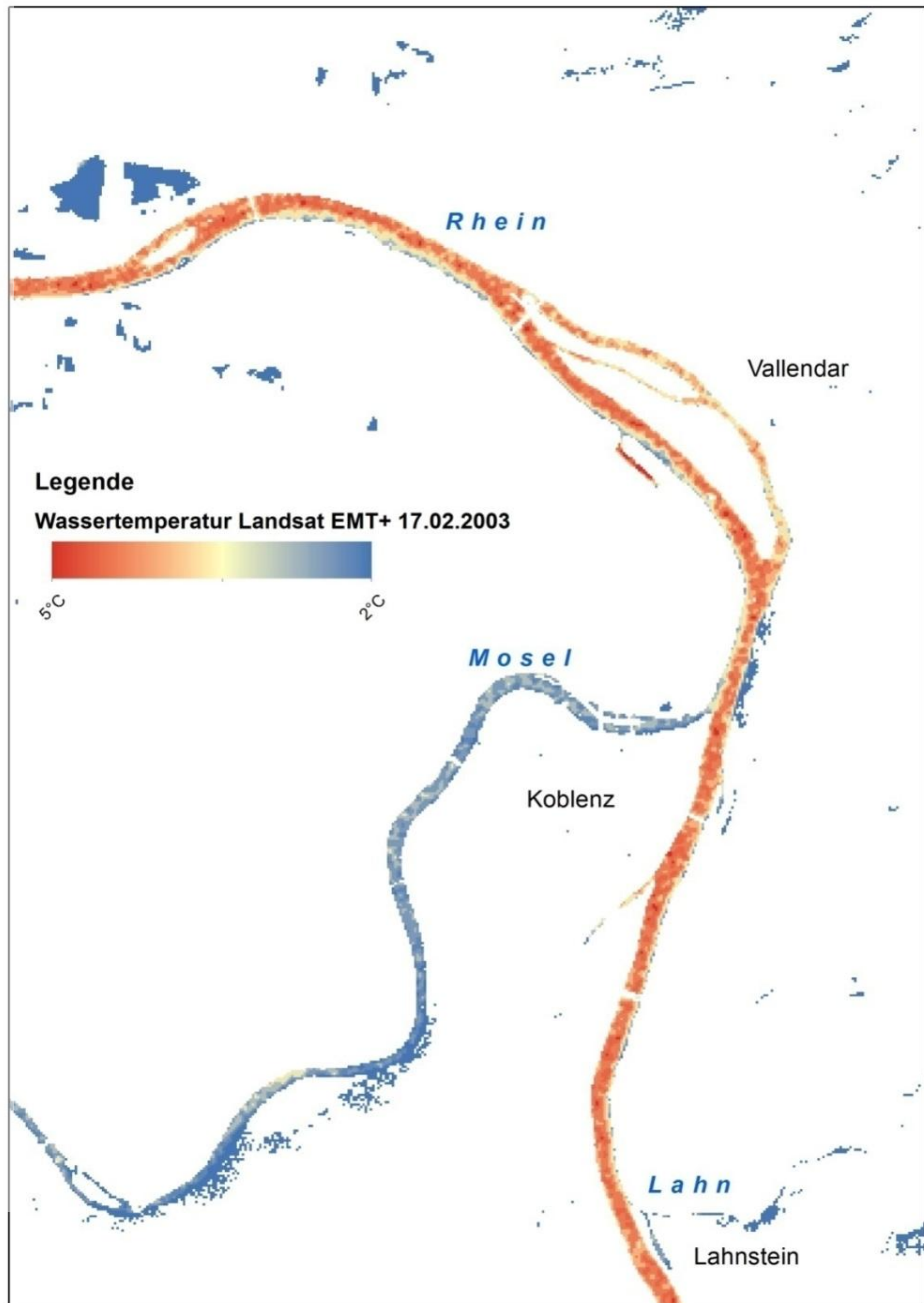 Rhein
Vallendar
Legende
Wassertemperatur Landsat EMT+ 17.02.2003
5°C
2°C
Mosel
Koblenz
Lahn
Lahnstein